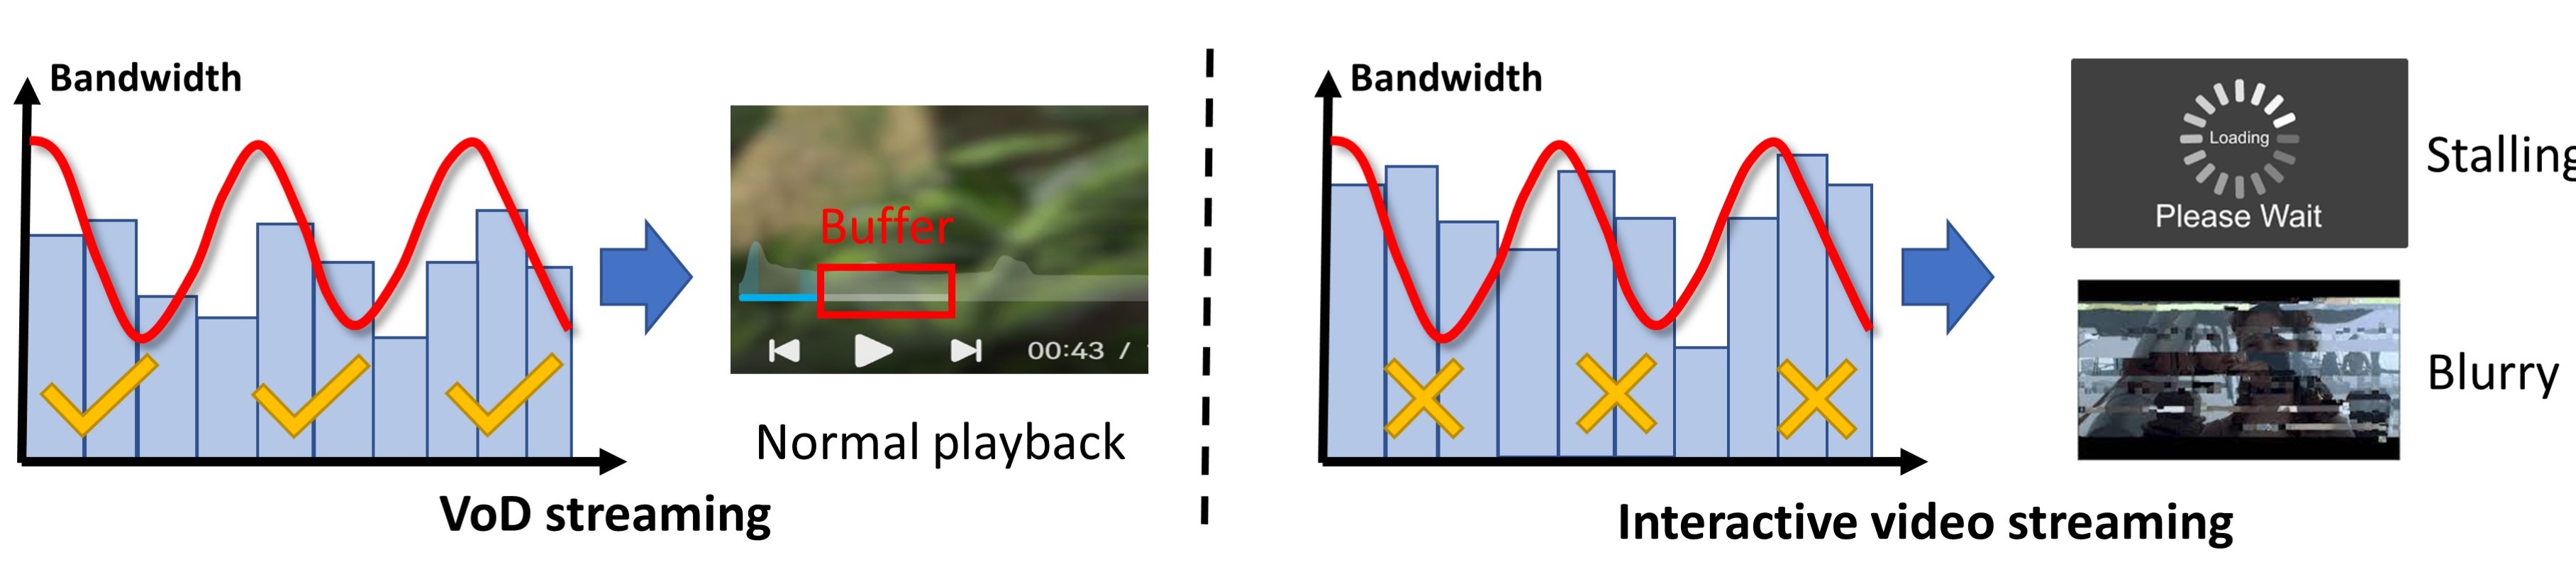 Bandwidth
Buffer
00:43 /
Normal playback
VoD streaming
Bandwidth
Loading
Please Wait
Stalling
Blurry
Interactive video streaming